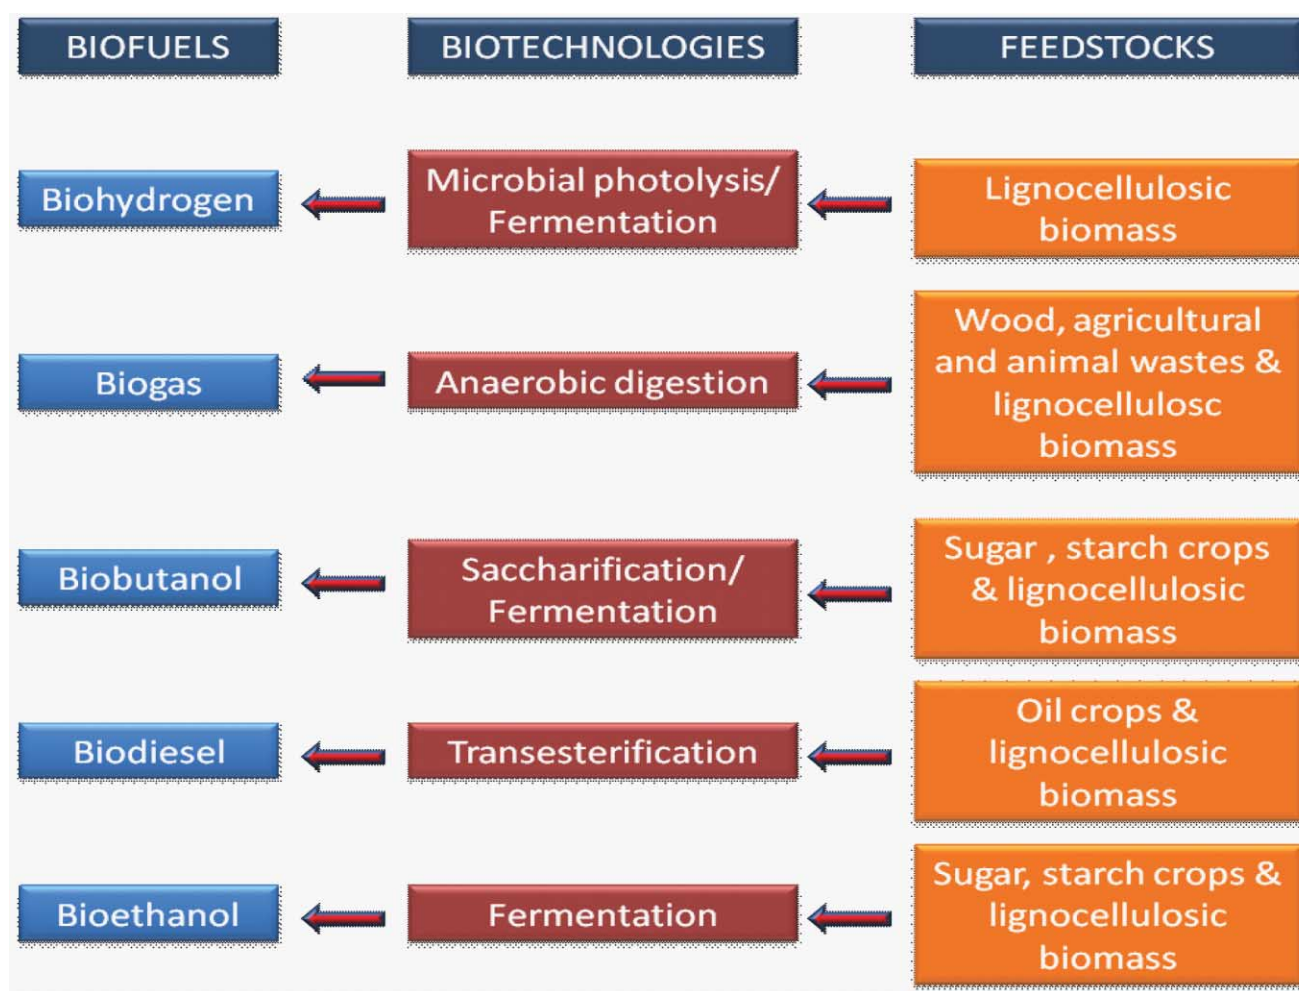 BIOFUELS
BIOTECHNOLOGIES
FEEDSTOCKS
Biohydrogen
Microbial photolysis/
Fermentation
Lignocellulosic
biomass
Biogas
Anaerobic digestion
Wood, agricultural
and animal wastes &
lignocellulosc
biomass
Biobutanol
Saccharification/
Fermentation
Sugar , starch crops
& lignocellulosic
biomass
Biodiesel
Transesterification
Oil crops &
lignocellulosic
biomass
Bioethanol
Fermentation
Sugar, starch crops &
lignocellulosic
biomass